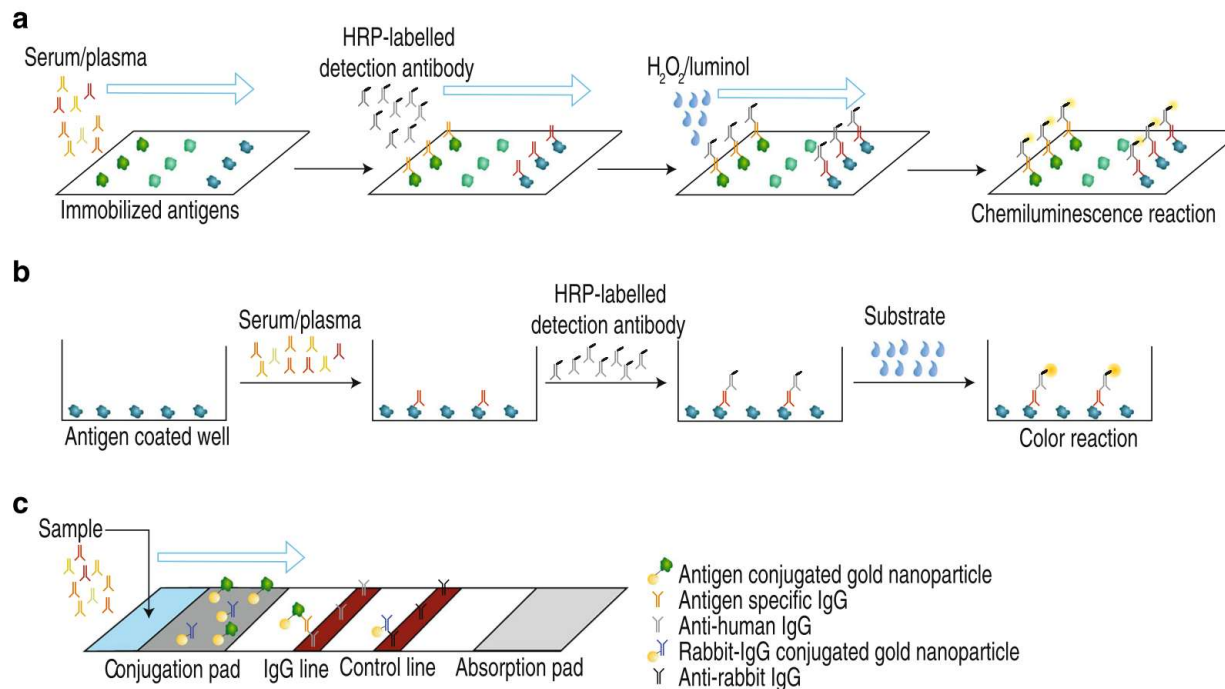 a
Serum/plasma
HRP-labelled
detection antibody
H2O2/luminol
Immobilized antigens
Chemiluminescence reaction
b
Serum/plasma
HRP-labelled
detection antibody
Substrate
Antigen coated well
Color reaction
c
Sample
Conjugation pad
IgG line
Control line
Absorption pad
Antigen conjugated gold nanoparticle
Antigen specific IgG
Anti-human IgG
Rabbit-IgG conjugated gold nanoparticle
Anti-rabbit IgG